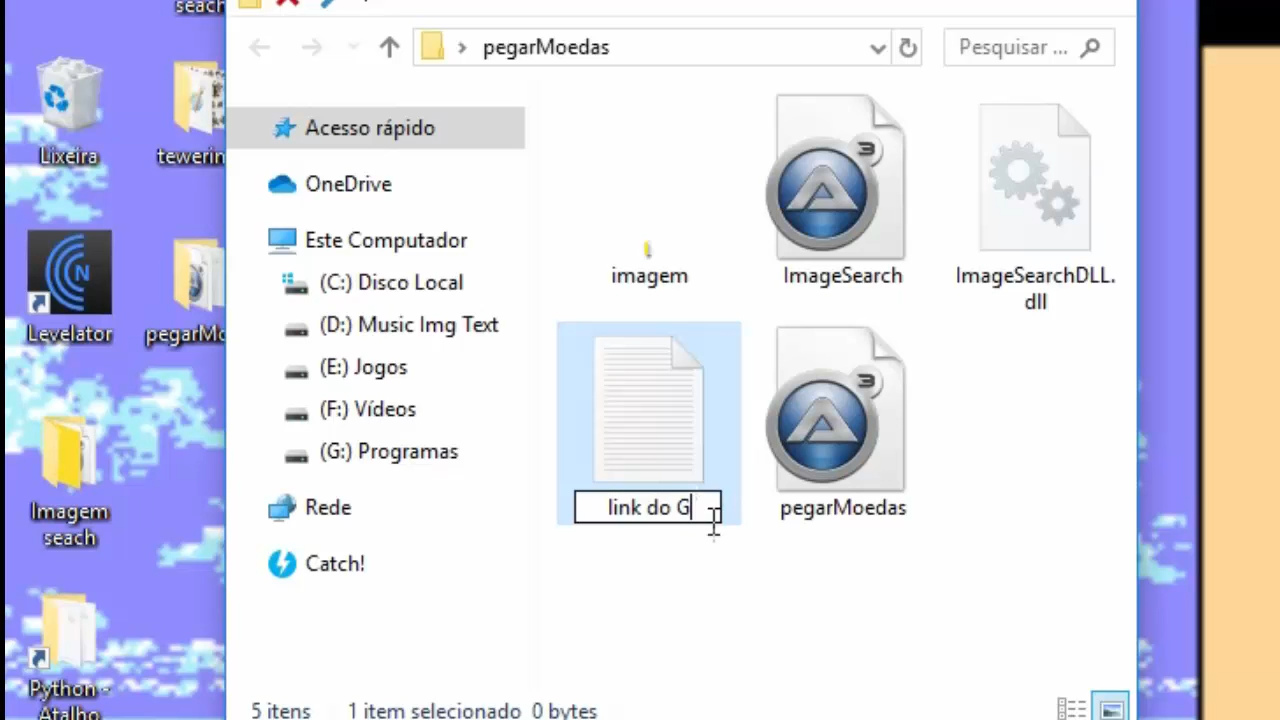 seach
pegarMoedas
Pesquisar ...
Lixeira
tewerin
Levelator
pegarMo
Imagem
seach
Python -
Atalho
Acesso rápido
OneDrive
Este Computador
(C:) Disco Local
(D:) Music Img Text
(E:) Jogos
(F:) Vídeos
(G:) Programas
Rede
Catch!
imagem
ImageSearch
ImageSearchDLL.
dll
link do G
pegarMoedas
5 itens
1 item selecionado 0 bytes